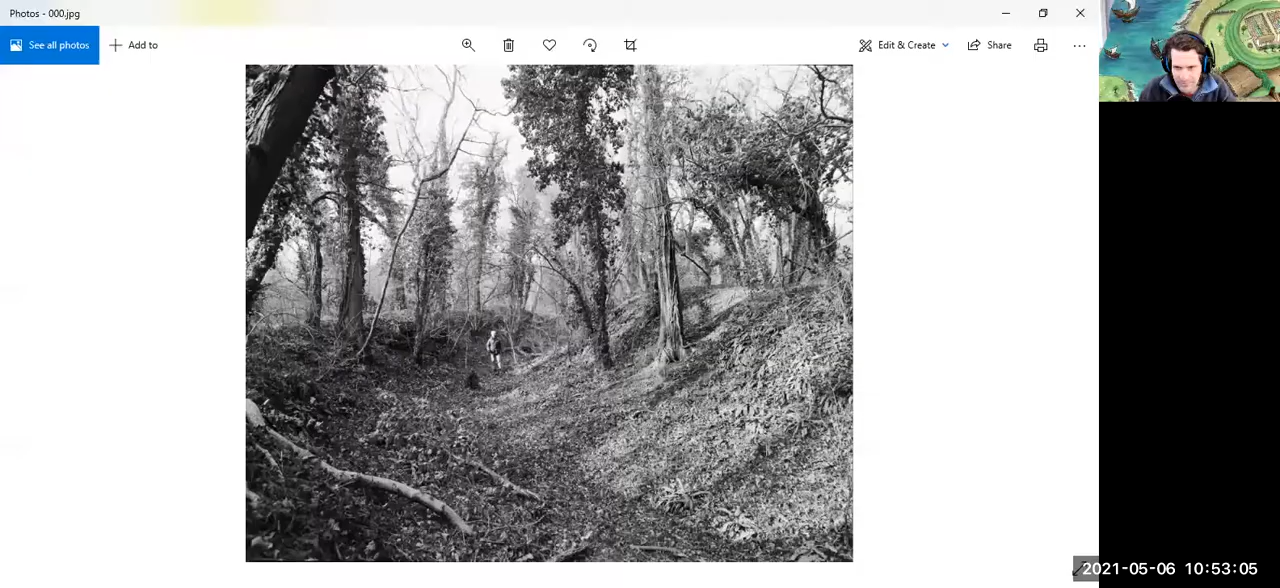 Photos - 000.jpg
See all photos
Add to
Edit & Create
Share
2021-05-06 10:53:05